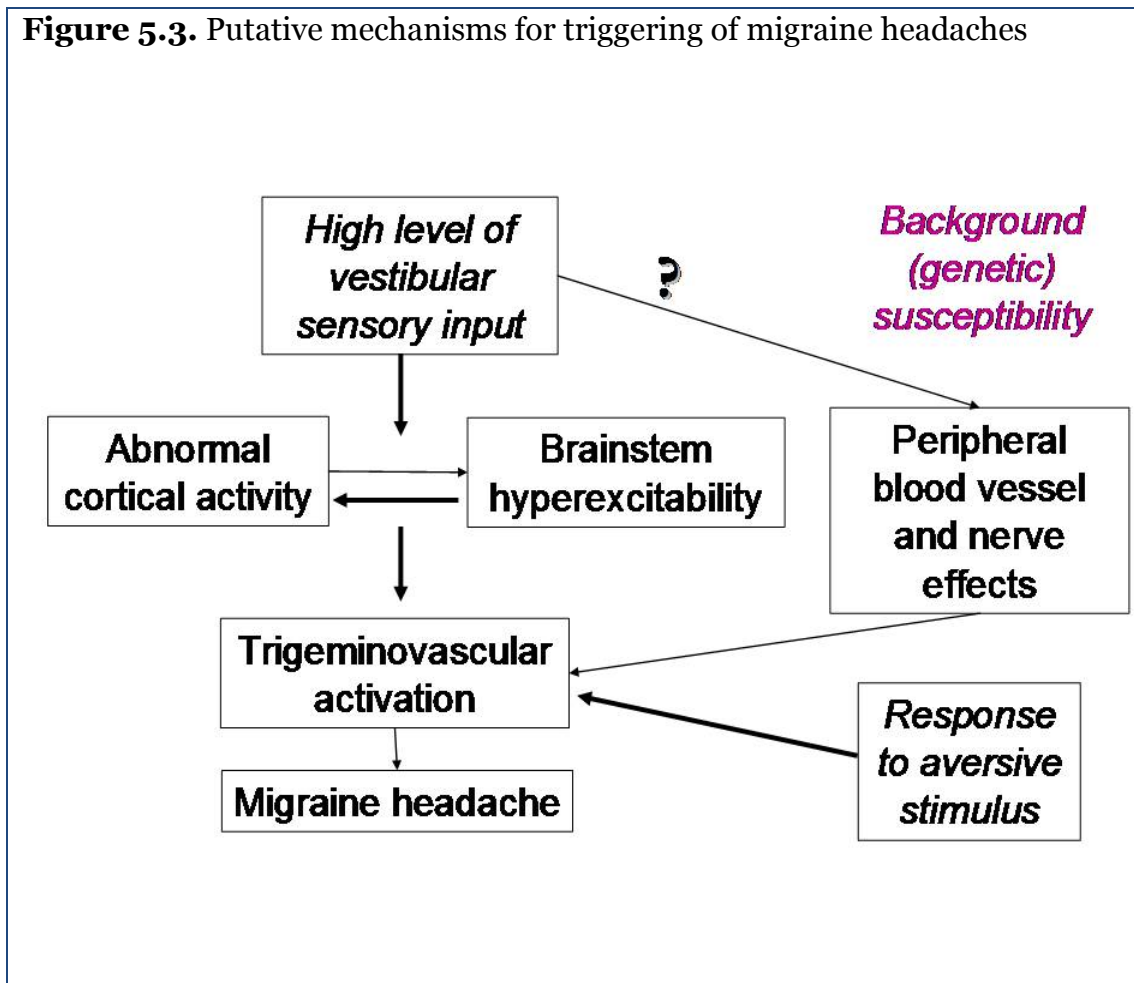 Figure 5.3. Putative mechanisms for triggering of migraine headaches
High level of
vestibular
sensory input
?
Background
(genetic)
susceptibility
Abnormal
cortical activity
Brainstem
hyperexcitability
Peripheral
blood vessel
and nerve
effects
Trigeminovascular
activation
Response
to aversive
stimulus
Migraine headache